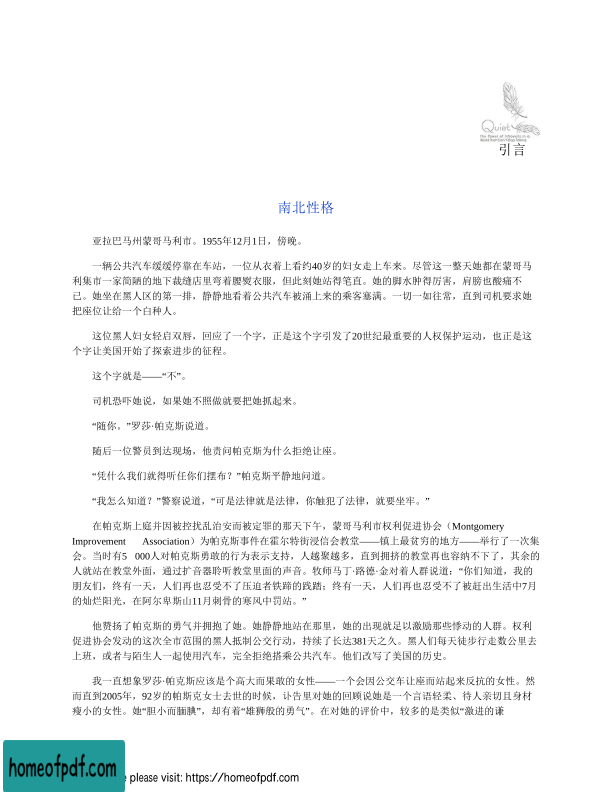 Quiet
The Power of Introverts in a
World That Can't Stop Talking
引言
南北性格
亚拉巴马州蒙哥马利市。1955年12月1日，傍晚。
一辆公共汽车缓缓停靠在车站，一位从衣着上看约40岁的妇女走上车来。尽管这一整天她都在蒙哥马
利集市一家简陋的地下裁缝店里弯着腰熨衣服，但此刻她站得笔直。她的脚水肿得厉害，肩膀也酸痛不
已。她坐在黑人区的第一排，静静地看着公共汽车被涌上来的乘客塞满。一切一如往常，直到司机要求她
把座位让给一个白种人。
这位黑人妇女轻启双唇，回应了一个字，正是这个字引发了20世纪最重要的人权保护运动，也正是这
个字让美国开始了探索进步的征程。
这个字就是——“不”。
司机恐吓她说，如果她不照做就要把她抓起来。
“随你。”罗莎·帕克斯说道。
随后一位警员到达现场，他责问帕克斯为什么拒绝让座。
“凭什么我们就得听任你们摆布？”帕克斯平静地问道。
“我怎么知道？”警察说道，“可是法律就是法律，你触犯了法律，就要坐牢。”
在帕克斯上庭并因被控扰乱治安而被定罪的那天下午，蒙哥马利市权利促进协会（Montgomery
Improvement Association）为帕克斯事件在霍尔特街浸信会教堂——镇上最贫穷的地方——举行了一次集
会。当时有5 000人对帕克斯勇敢的行为表示支持，人越聚越多，直到拥挤的教堂再也容纳不下了，其余的
人就站在教堂外面，通过扩音器聆听教堂里面的声音。牧师马丁·路德·金对着人群说道：“你们知道，我的
朋友们，终有一天，人们再也忍受不了压迫者铁蹄的践踏；终有一天，人们再也忍受不了被赶出生活中7月
的灿烂阳光，在阿尔卑斯山11月刺骨的寒风中罚站。”
他赞扬了帕克斯的勇气并拥抱了她。她静静地站在那里，她的出现就足以激励那些悸动的人群。权利
促进协会发动的这次全市范围的黑人抵制公交行动，持续了长达381天之久。黑人们每天徒步行走数公里去
上班，或者与陌生人一起使用汽车，完全拒绝搭乘公共汽车。他们改写了美国的历史。
我一直想象罗莎·帕克斯应该是个高大而果敢的女性——一个会因公交车让座而站起来反抗的女性。然
而直到2005年，92岁的帕斯克女士去世的时候，讣告里对她的回顾说她是一个言语轻柔、待人亲切且身材
瘦小的女性。她“胆小而腼腆”，却有着“雄狮般的勇气”。在对她的评价中，较多的是类似“激进的谦
homeofpdf.com
e please visit: https://homeofpdf.com